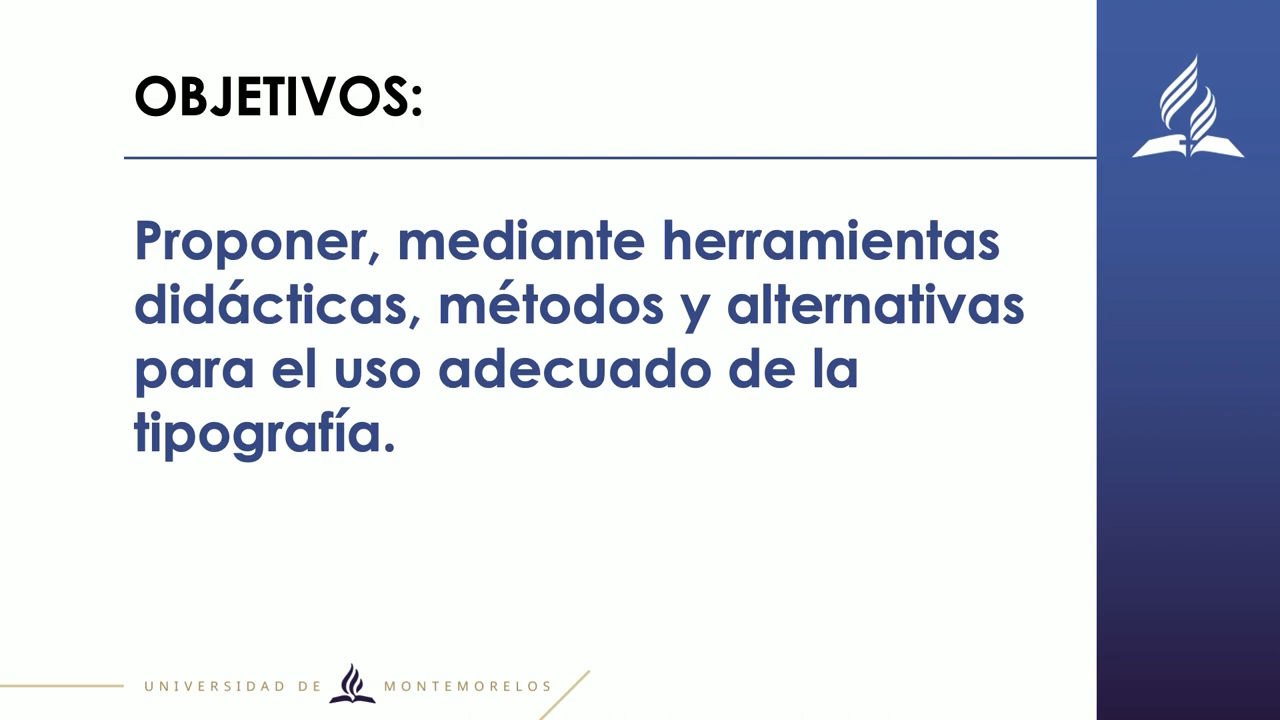 OBJETIVOS:
Proponer, mediante herramientas
didácticas, métodos y alternativas
para el uso adecuado de la
tipografía.
UNIVERSIDAD DE MONTEMORELOS